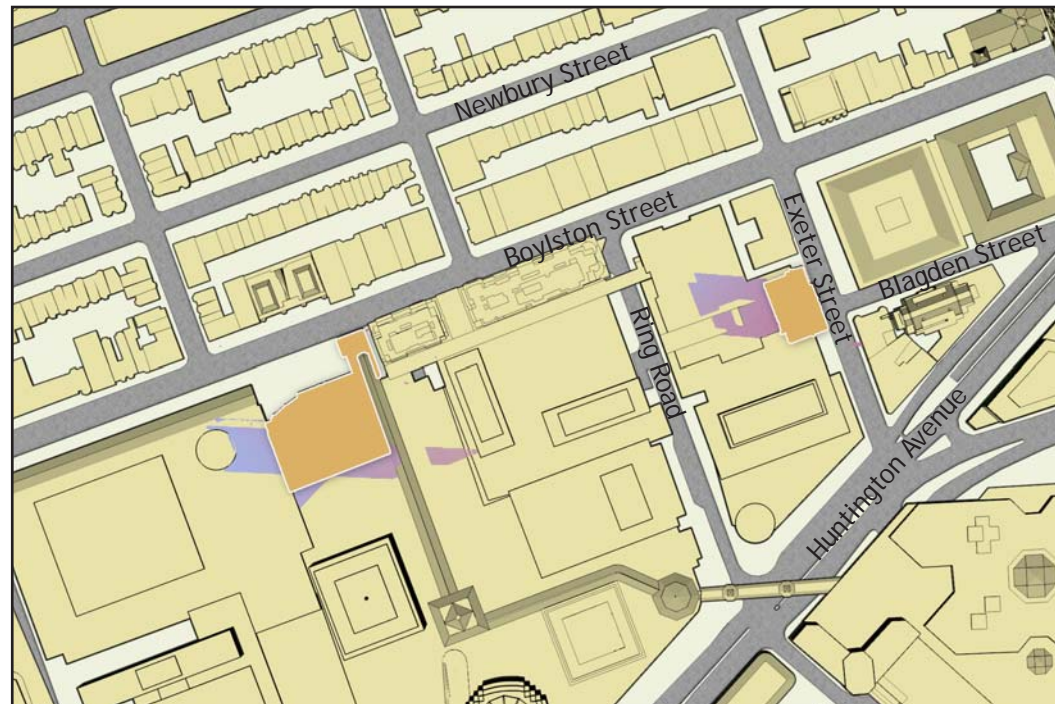 Newbury Street
Boylston Street
Exeter Street
Blagden Street
Ring Road
Huntington Avenue